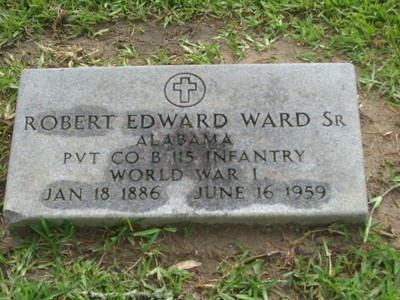 ROBERT EDWARD WARD SR
ALABAMA
PVT CO B 115 INFANTRY
WORLD WAR I
JAN 18 1886 JUNE 16 1959